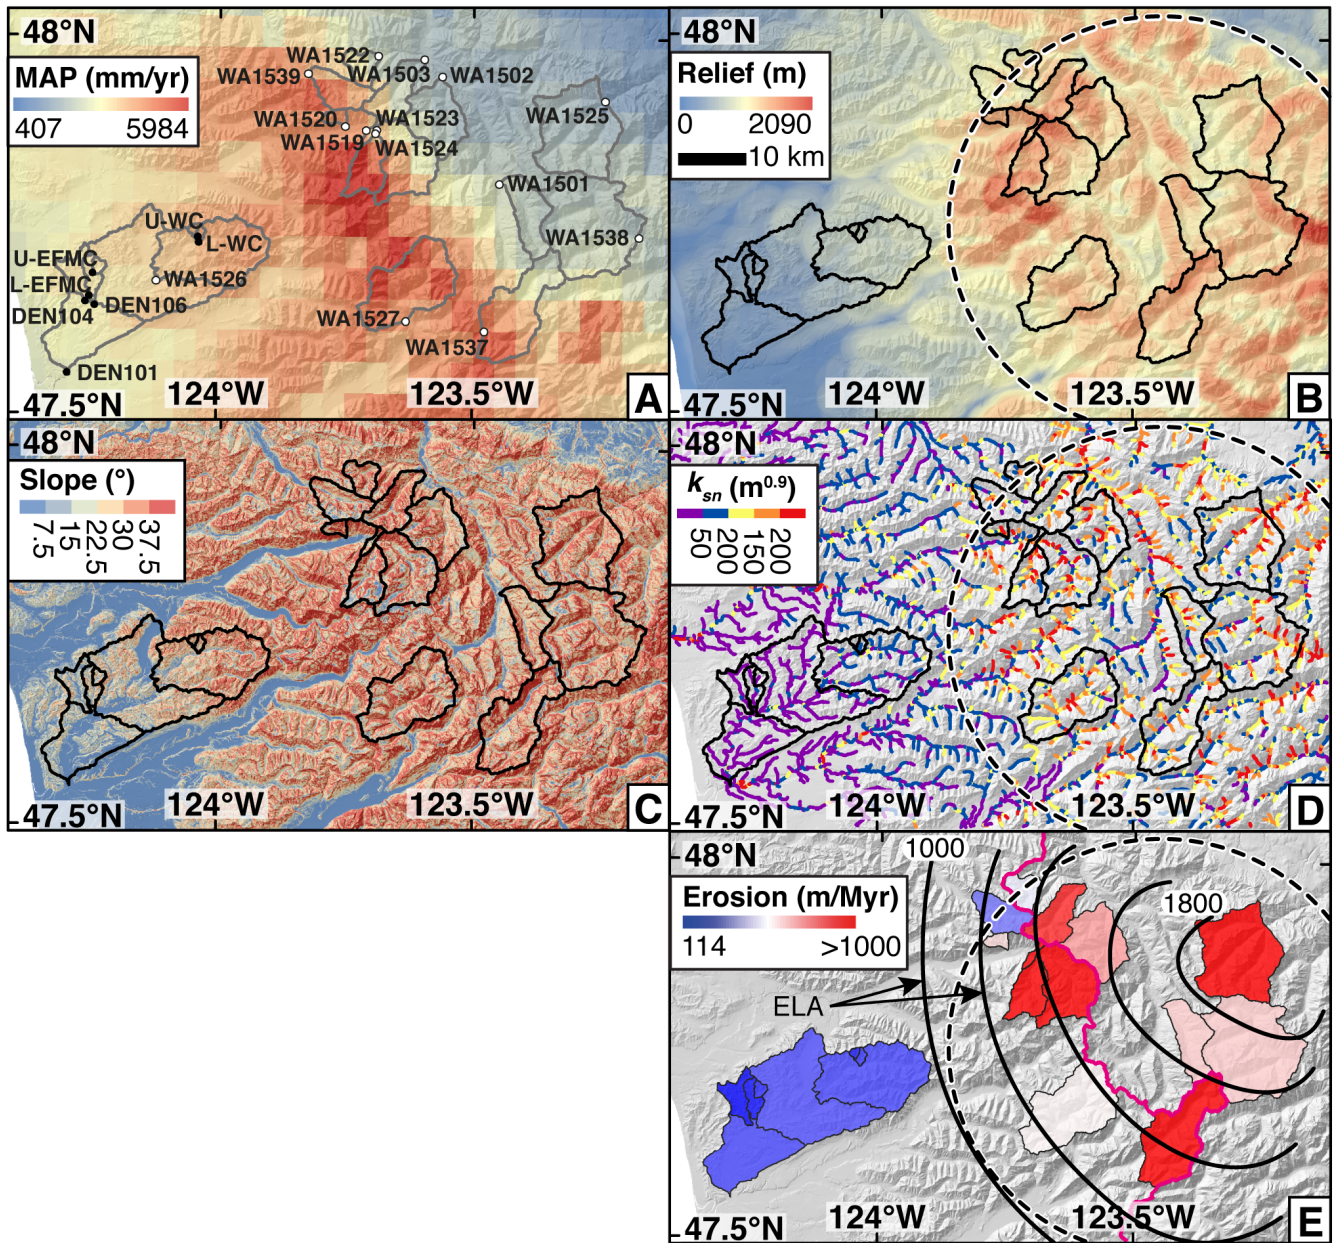 48°N
MAP (mm/yr)
407 5984
WA1522
WA1539
WA1503
WA1502
WA1520
WA1523
WA1519
WA1524
WA1525
WA1501
WA1538
U-WC
L-WC
U-EFMC
WA1526
L-EFMC
DEN106
DEN104
WA1527
WA1537
DEN101
124°W
123.5°W
47.5°N
A
48°N
Relief (m)
0 2090
10 km
124°W
123.5°W
47.5°N
B
48°N
Slope (°)
7.5
15
22.5
30
37.5
124°W
123.5°W
47.5°N
C
48°N
ksn (m0.9)
50
200
150
200
124°W
123.5°W
47.5°N
D
48°N
1000
Erosion (m/Myr)
114 >1000
1800
ELA
124°W
123.5°W
47.5°N
E